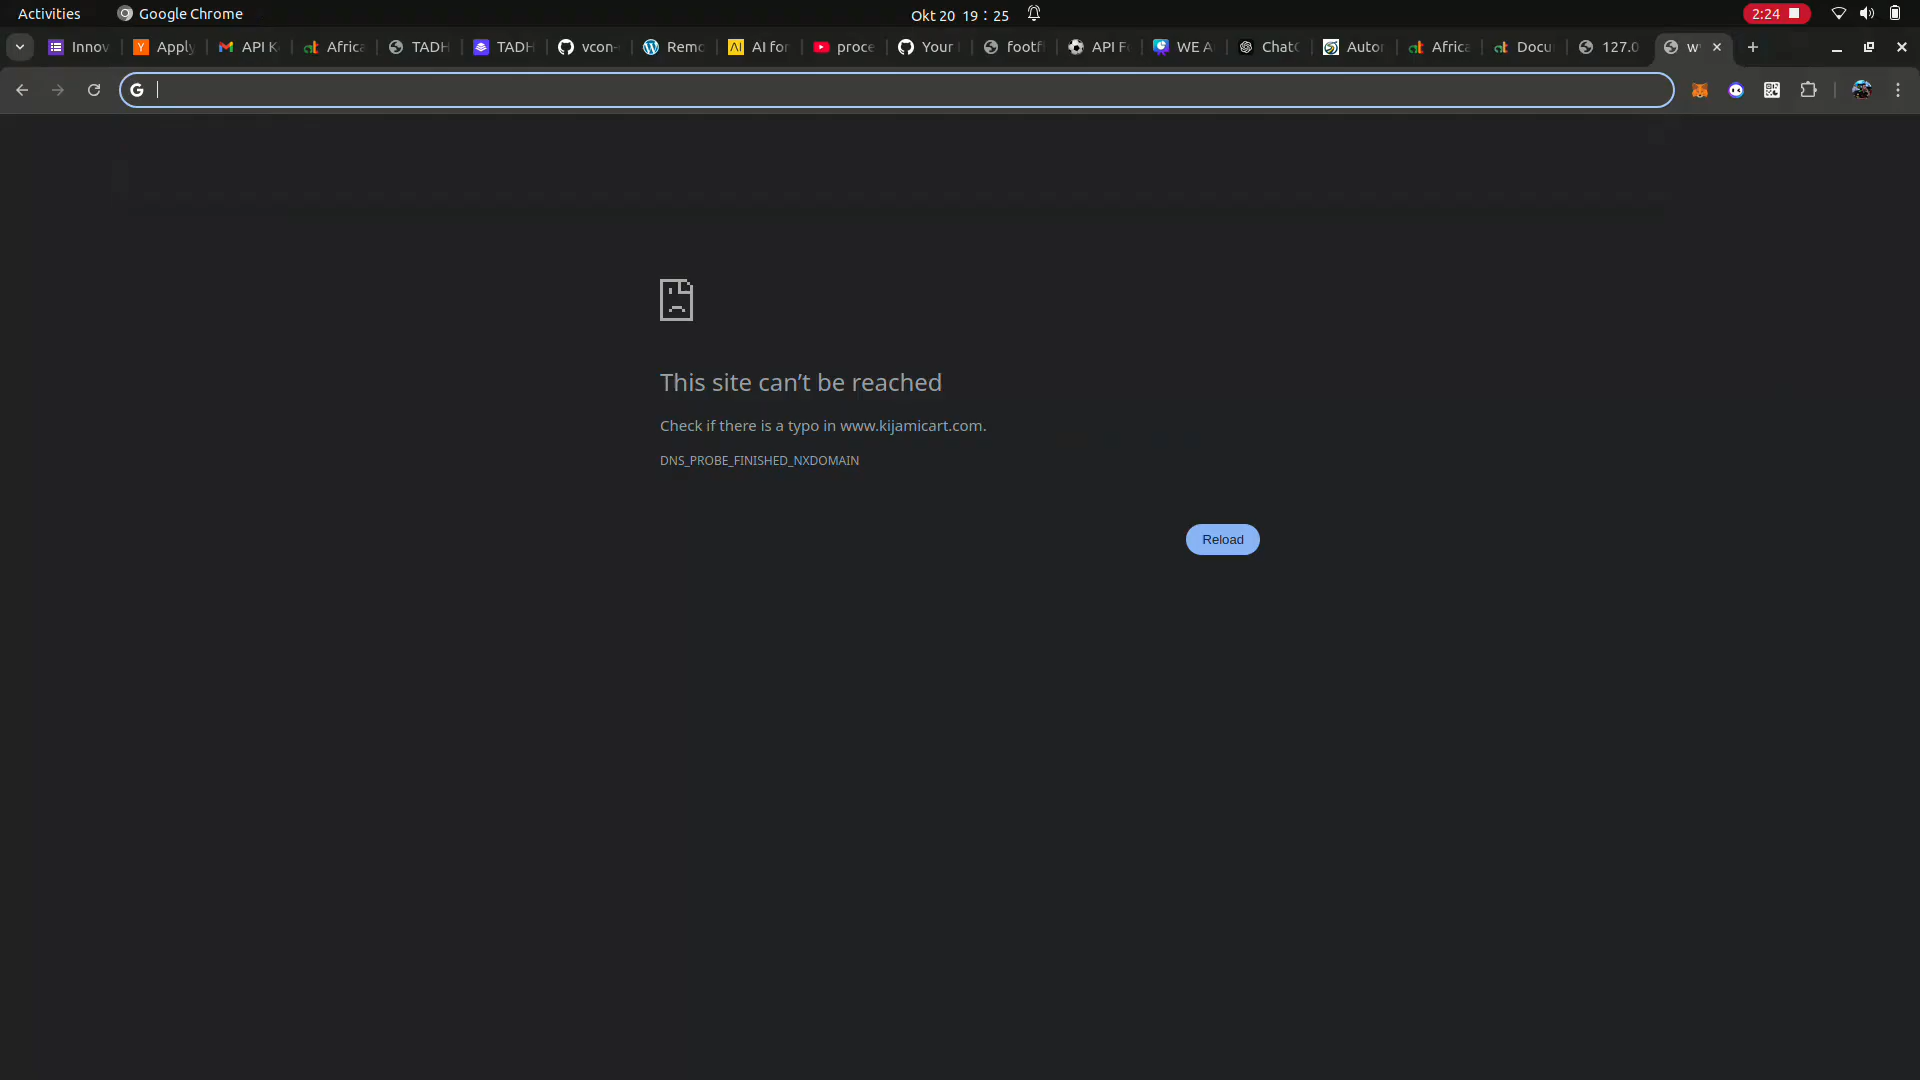 Activities
Google Chrome
Okt 20 19 : 25
2:24
Innov
Apply
API K
Africa
TADH
TADH
vcon-
Remo
AI for
proce
Your
footf
API F
WE A
ChatG
Autor
Africa
Docu
127.0
w
This site can’t be reached
Check if there is a typo in www.kijamicart.com.
DNS_PROBE_FINISHED_NXDOMAIN
Reload